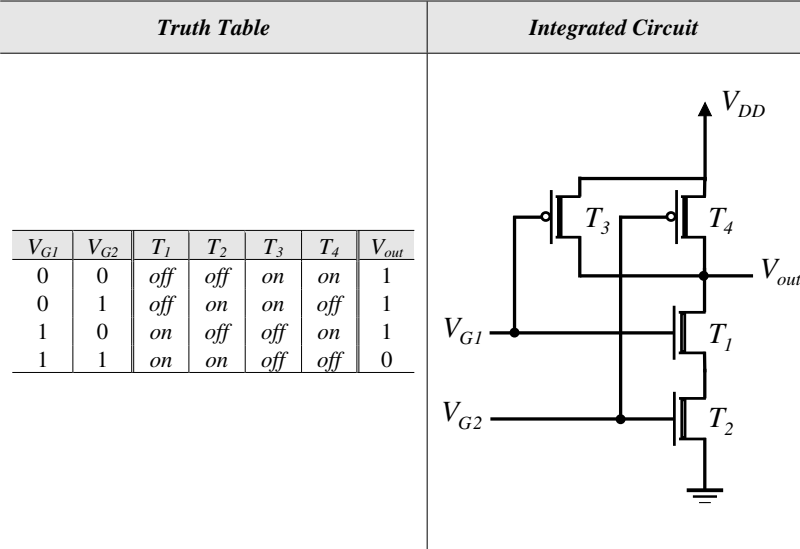 Truth Table
Integrated Circuit
V_G1 V_G2 T_1 T_2 T_3 T_4 V_out
0 0 off off on on 1
0 1 off on on off 1
1 0 on off off on 1
1 1 on on off off 0
V_DD
T_3
T_4
V_out
V_G1
T_1
V_G2
T_2